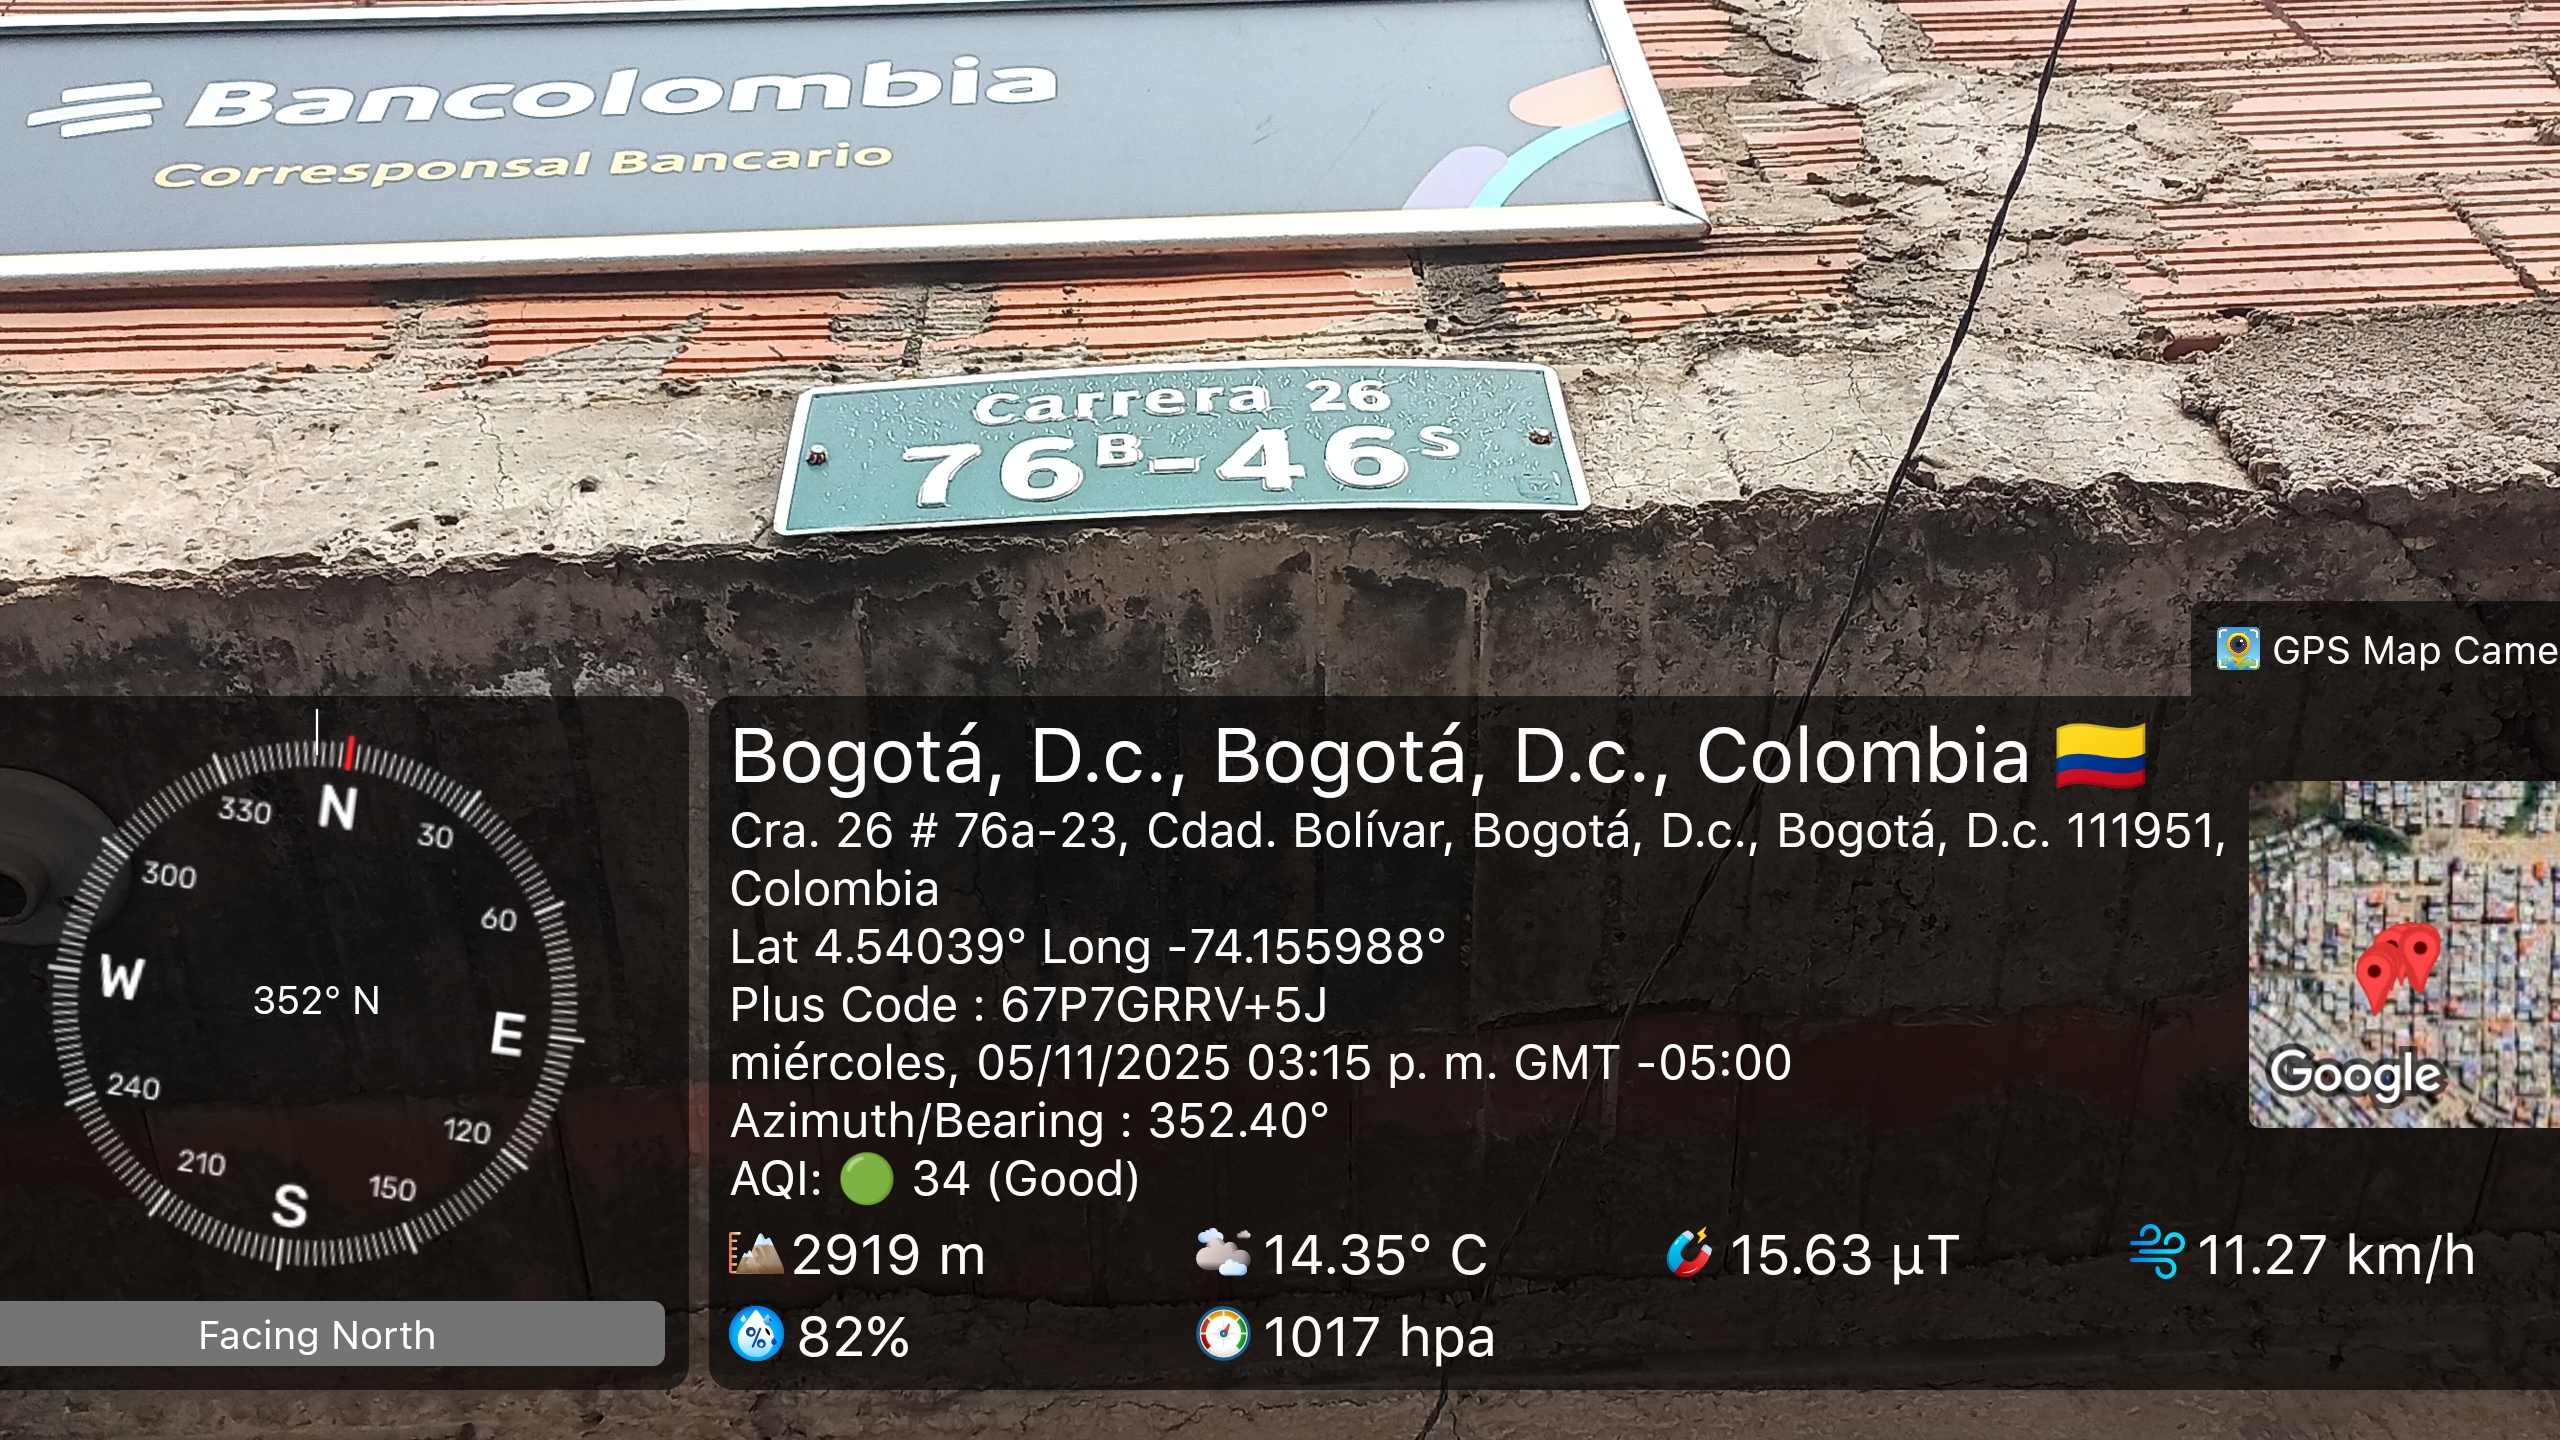 Bancolombia
Corresponsal Bancario
Carrera 26
76B-46S
GPS Map Came
Bogotá, D.c., Bogotá, D.c., Colombia
Cra. 26 # 76a-23, Cdad. Bolívar, Bogotá, D.c., Bogotá, D.c. 111951,
Colombia
Lat 4.54039° Long -74.155988°
Plus Code : 67P7GRRV+5J
miércoles, 05/11/2025 03:15 p. m. GMT -05:00
Azimuth/Bearing : 352.40°
AQI: 34 (Good)
2919 m 14.35° C 15.63 µT 11.27 km/h
82% 1017 hpa
N
30
60
E
120
150
S
210
240
W
300
330
352° N
Facing North
Google